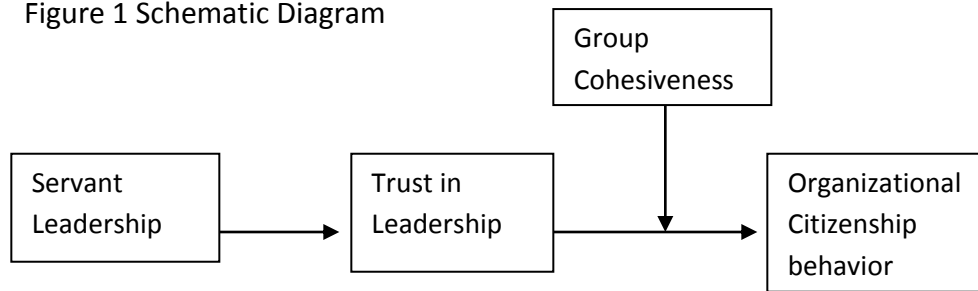 Figure 1 Schematic Diagram
Group
Cohesiveness
Servant
Leadership
Trust in
Leadership
Organizational
Citizenship
behavior